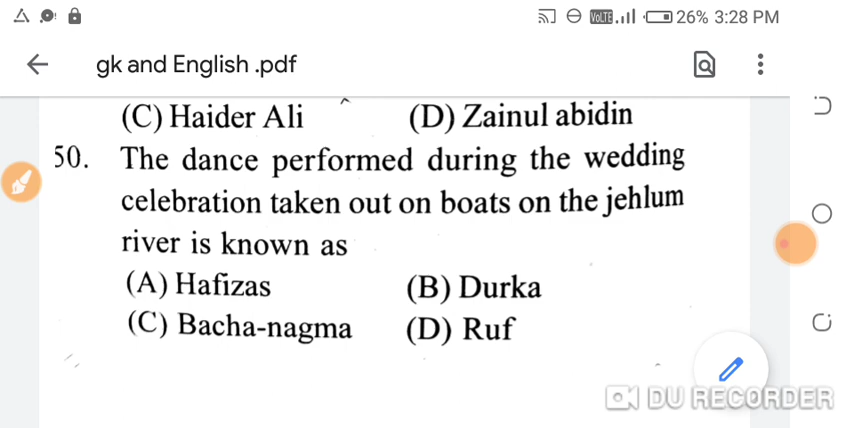 VoLTE 26% 3:28 PM
gk and English .pdf
(C) Haider Ali (D) Zainul abidin
50. The dance performed during the wedding
celebration taken out on boats on the jehlum
river is known as
(A) Hafizas (B) Durka
(C) Bacha-nagma (D) Ruf
DU RECORDER